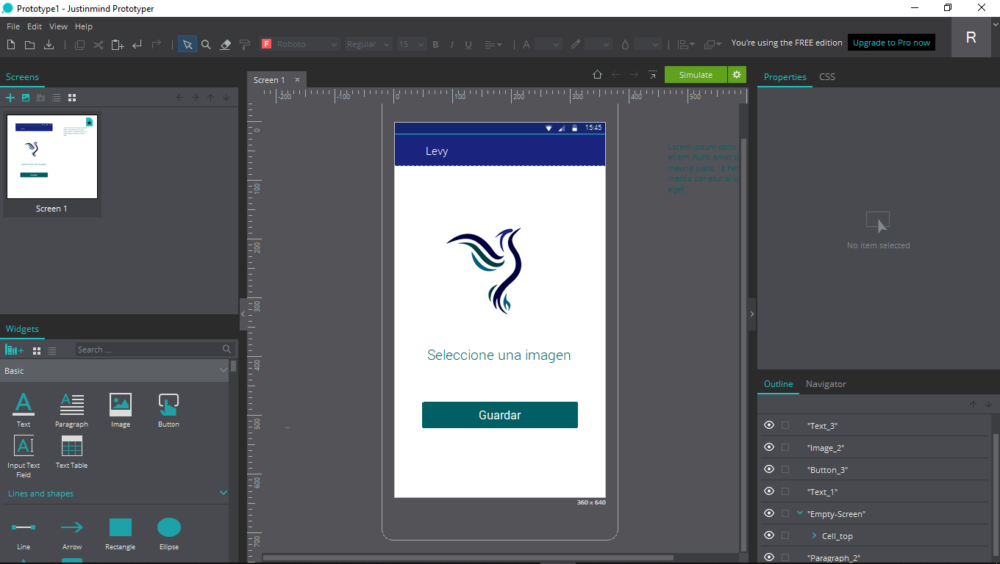 Prototype1 - Justinmind Prototyper
File Edit View Help
F Roboto Regular 15 B I U A
You're using the FREE edition
Upgrade to Pro now
R
Screens
Screen 1
Screen 1
Simulate
Properties CSS
-200 -100 0 100 200 300 400 500
0
100
200
300
400
500
600
700
15:45
Levy
Lorem ipsum dolor
etiam, nunc amet d
mauris justo, is her
mattis pariatur alic
eget.
Seleccione una imagen
Guardar
360 x 640
No item selected
Widgets
Search ...
Basic
Text Paragraph Image Button
Input Text
Field
Text Table
Lines and shapes
Line Arrow Rectangle Ellipse
Outline Navigator
"Text_3"
"Image_2"
"Button_3"
"Text_1"
"Empty-Screen"
Cell_top
"Paragraph_2"